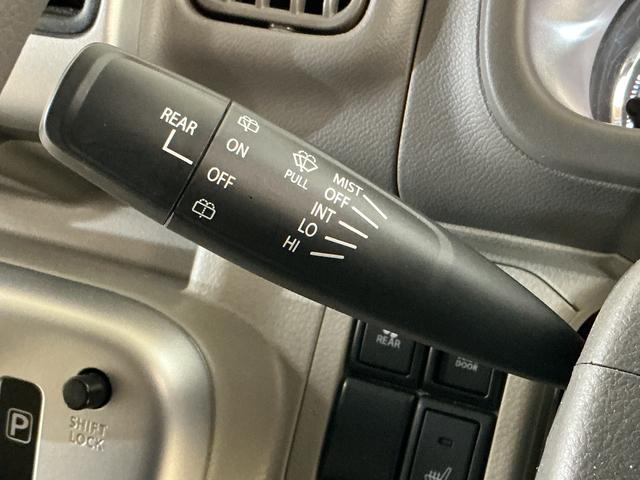 REAR
ON
OFF
PULL
MIST
OFF
INT
LO
HI
REAR
DOOR
P
SHIFT
LOCK